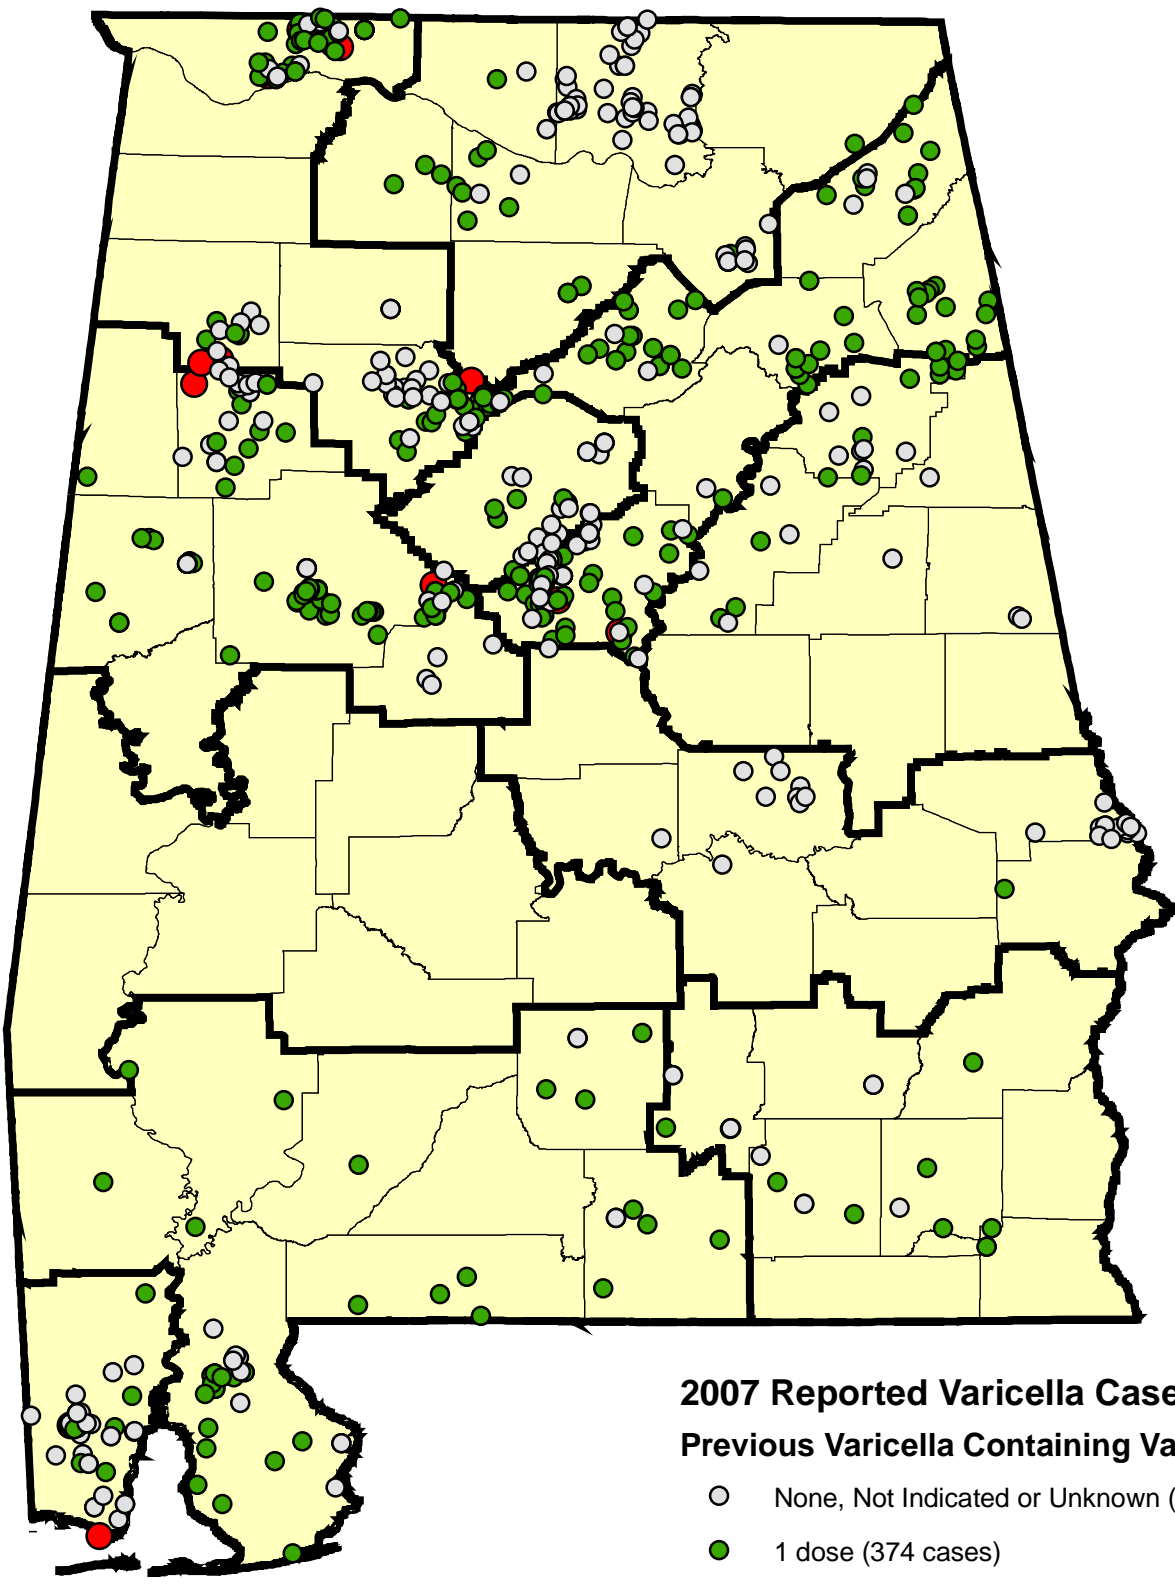 2007 Reported Varicella Case
Previous Varicella Containing Va
None, Not Indicated or Unknown (
1 dose (374 cases)